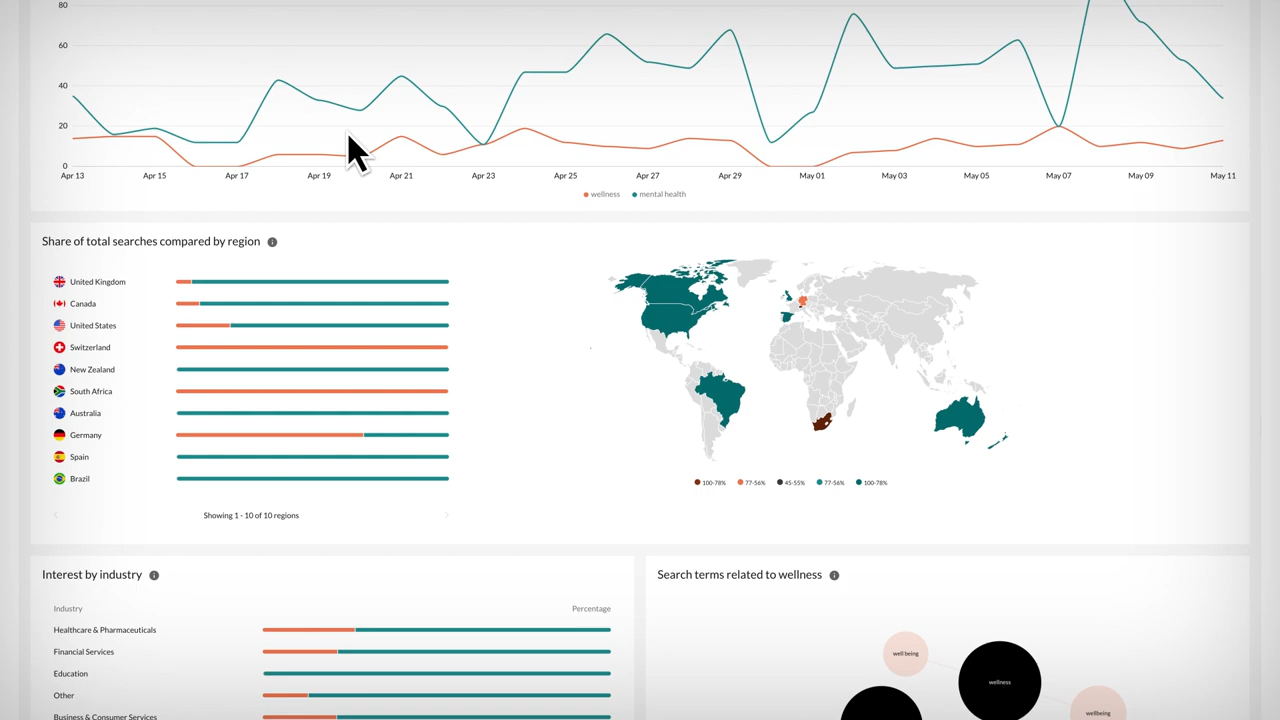 80
60
40
20
0
Apr 13 Apr 15 Apr 17 Apr 19 Apr 21 Apr 23 Apr 25 Apr 27 Apr 29 May 01 May 03 May 05 May 07 May 09 May 11
wellness mental health
Share of total searches compared by region
United Kingdom
Canada
United States
Switzerland
New Zealand
South Africa
Australia
Germany
Spain
Brazil
Showing 1 - 10 of 10 regions
100-78% 77-56% 45-55% 77-56% 100-78%
Interest by industry
Industry Percentage
Healthcare & Pharmaceuticals
Financial Services
Education
Other
Business & Consumer Services
Search terms related to wellness
well being
wellness
wellbeing